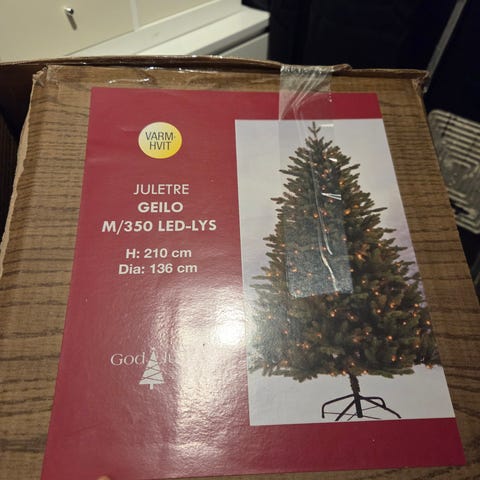 VARM-
HVIT
JULETRE
GEILO
M/350 LED-LYS
H: 210 cm
Dia: 136 cm
God